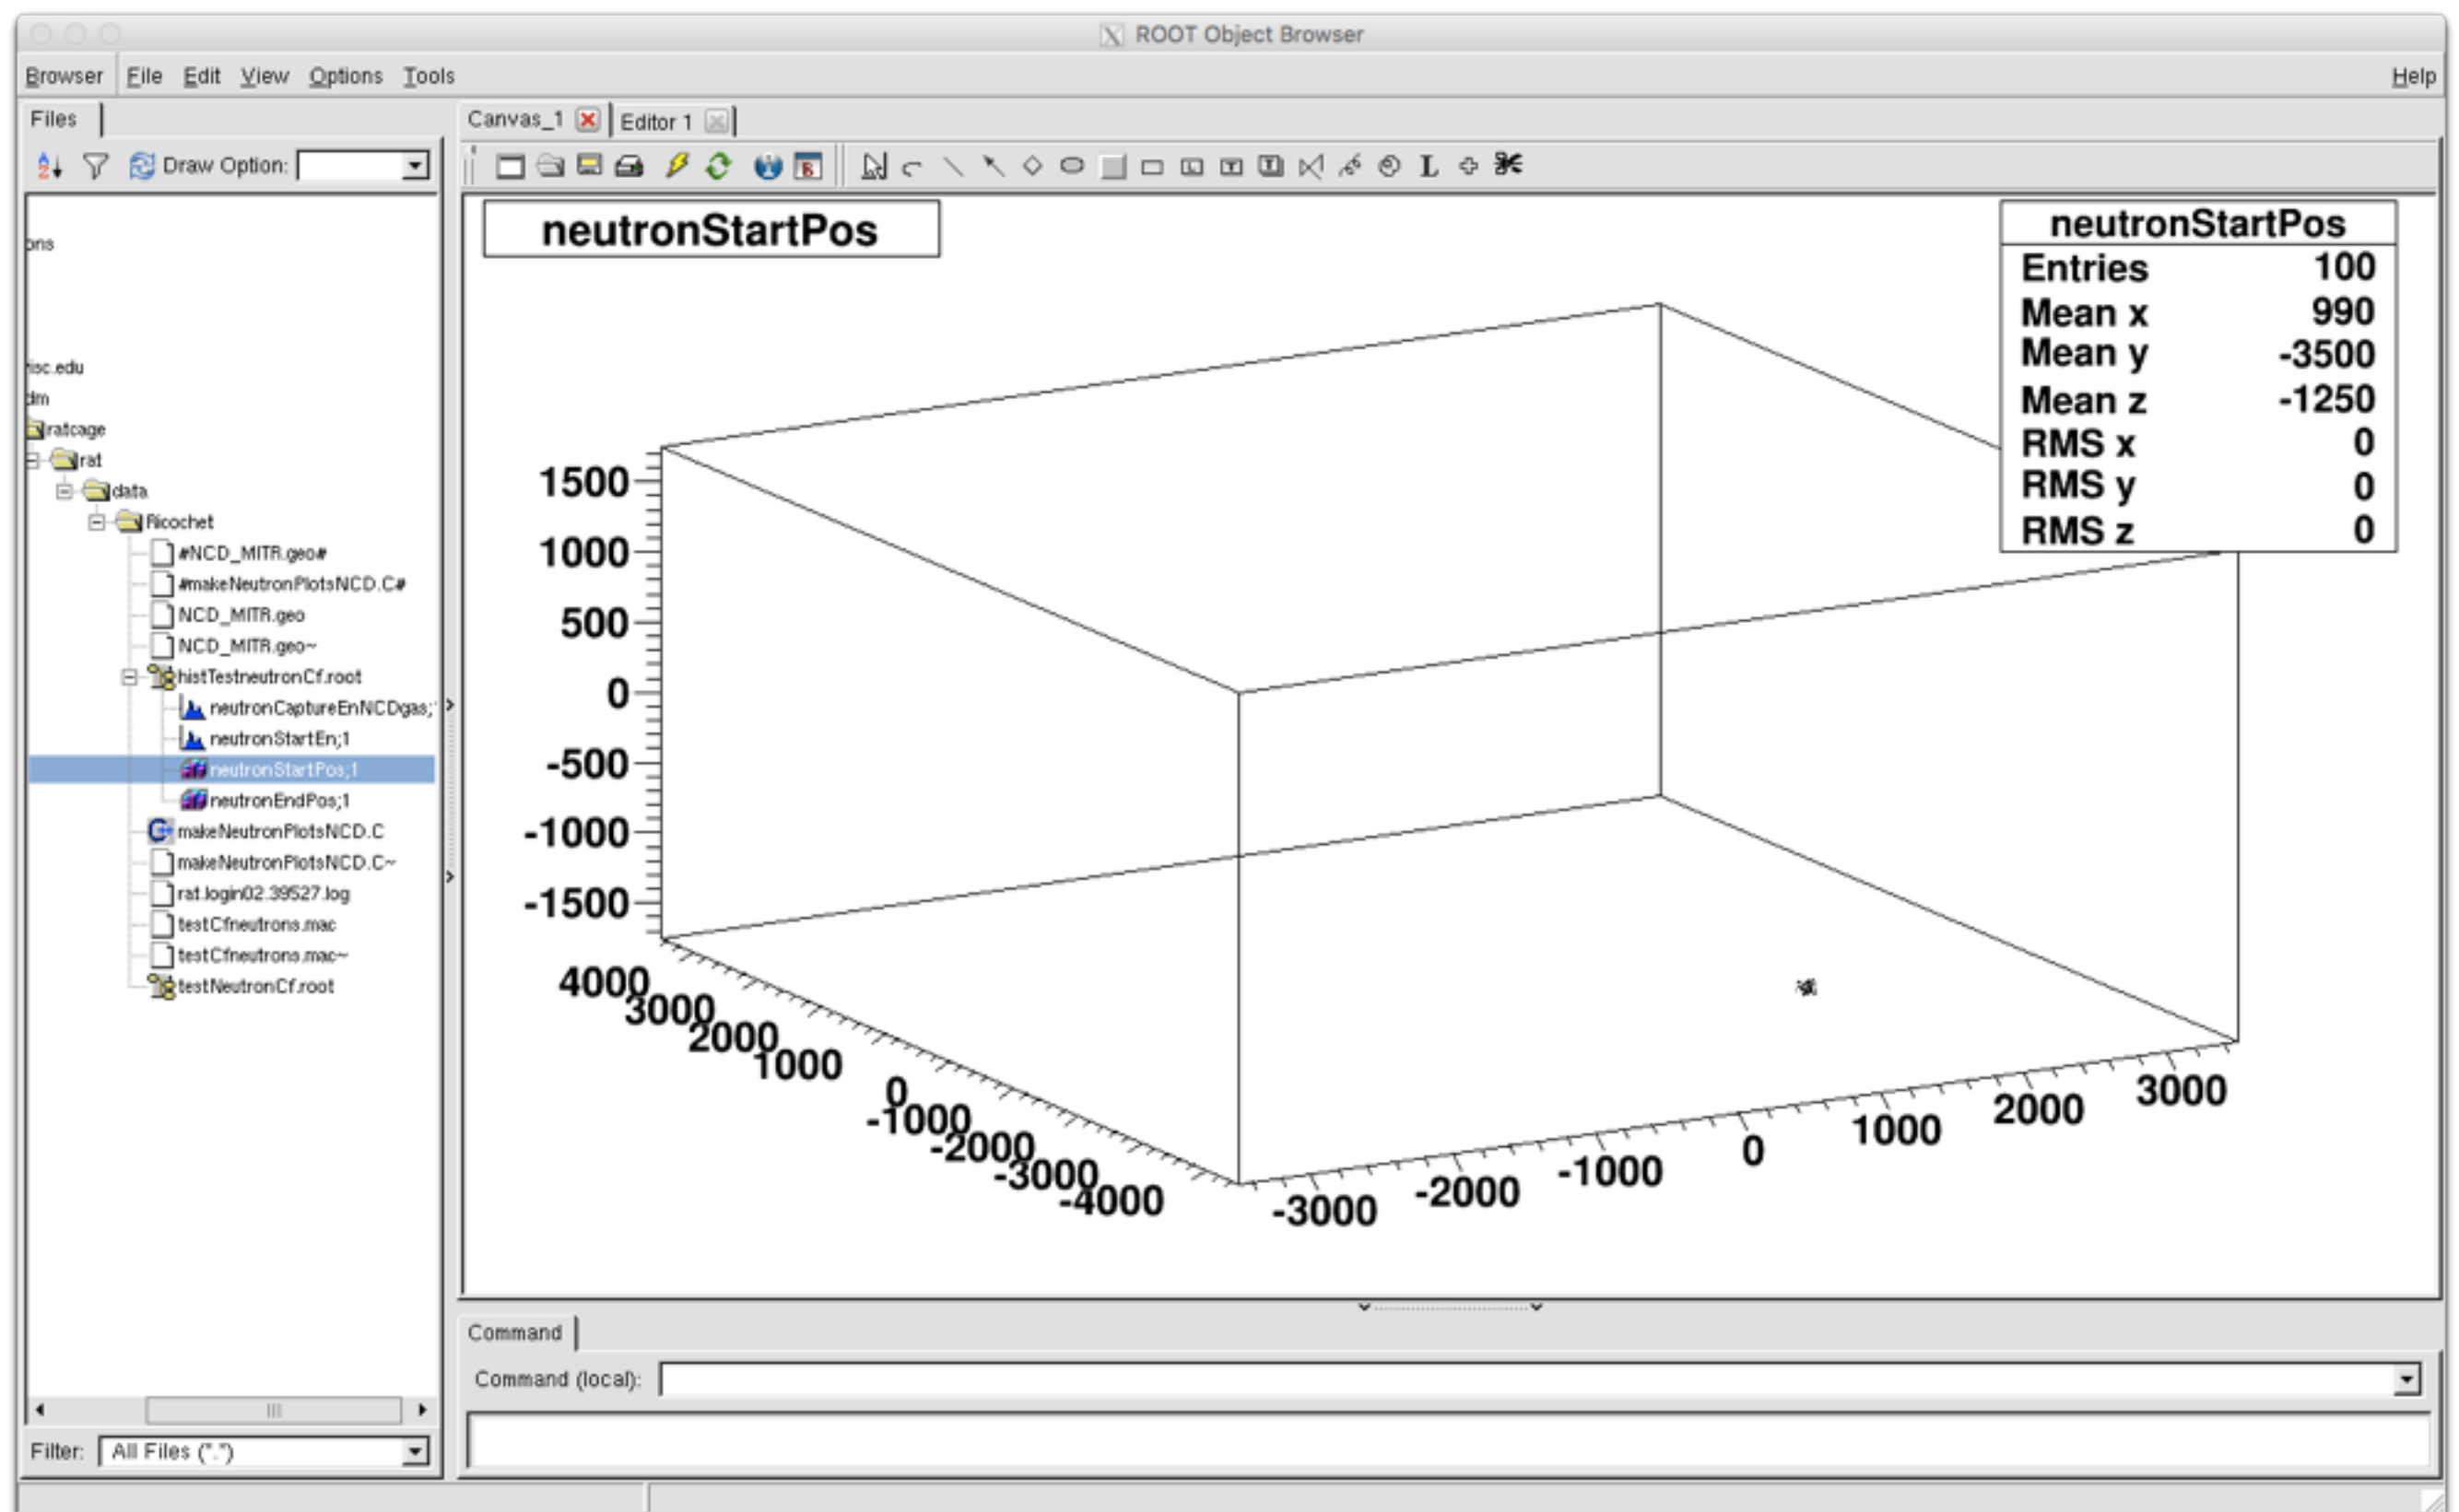 ROOT Object Browser
Browser File Edit View Options Tools Help
Files
Canvas_1 Editor 1
Draw Option:
ons
isc.edu
dm
ratcage
rat
data
Ricochet
#NCD_MITR.geo#
#makeNeutronPlotsNCD.C#
NCD_MITR.geo
NCD_MITR.geo~
histTestneutronCf.root
neutronCaptureEnNCDgas;
neutronStartEn;1
neutronStartPos;1
neutronEndPos;1
makeNeutronPlotsNCD.C
makeNeutronPlotsNCD.C~
rat.login02.39527.log
testCfneutrons.mac
testCfneutrons.mac~
testNeutronCf.root
Filter: All Files (*.*)
neutronStartPos
neutronStartPos
Entries 100
Mean x 990
Mean y -3500
Mean z -1250
RMS x 0
RMS y 0
RMS z 0
1500
1000
500
0
-500
-1000
-1500
4000
3000
2000
1000
0
-1000
-2000
-3000
-4000
-3000
-2000
-1000
0
1000
2000
3000
Command
Command (local):